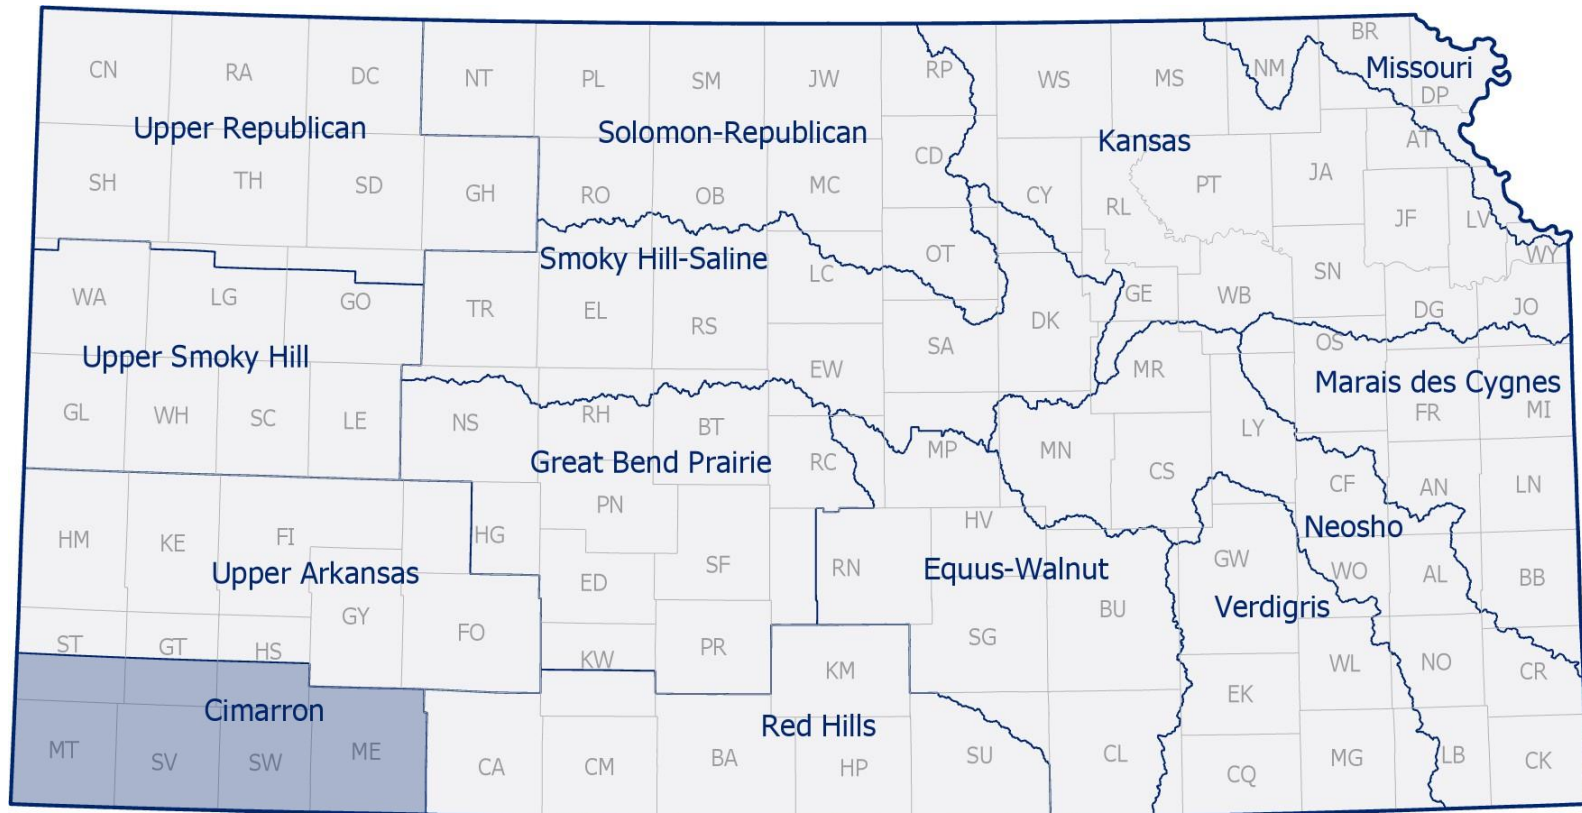 CN RA DC NT PL SM JW RP WS MS NM BR
Missouri
DP
Upper Republican
Solomon-Republican
Kansas
AT
SH TH SD GH RO OB MC CD CY RL PT JA JF LV
WY
Smoky Hill-Saline
OT
LC
WA LG GO TR EL RS GE WB SN DG JO
SA DK
Upper Smoky Hill
EW MR OS
Marais des Cygnes
GL WH SC LE NS RH BT MP MN LY FR MI
Great Bend Prairie
RC CS CF AN LN
PN
HV
HM KE FI HG
Neosho
Upper Arkansas
ED SF RN
Equus-Walnut
GW WO AL BB
GY FO BU
Verdigris
ST GT HS KW PR SG WL NO CR
KM
Cimarron
EK
Red Hills
MT SV SW ME CA CM BA HP SU CL CQ MG LB CK